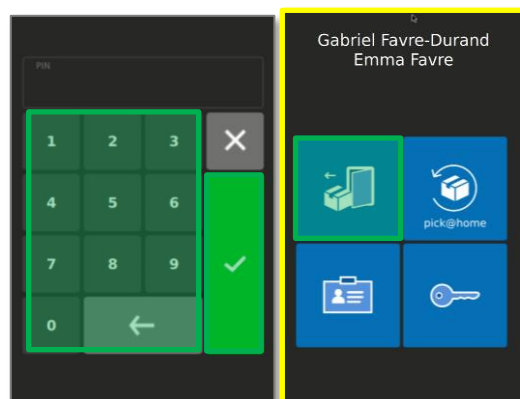 PIN
1 2 3
4 5 6
7 8 9
0
Gabriel Favre-Durand
Emma Favre
pick@home